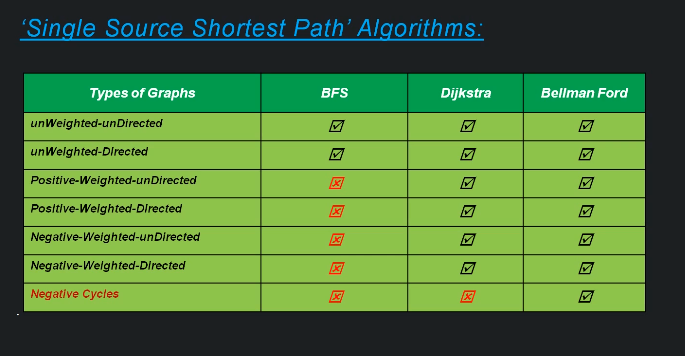 ‘Single Source Shortest Path’ Algorithms:
Types of Graphs BFS Dijkstra Bellman Ford
unWeighted-unDirected ☑ ☑ ☑
unWeighted-Directed ☑ ☑ ☑
Positive-Weighted-unDirected ☒ ☑ ☑
Positive-Weighted-Directed ☒ ☑ ☑
Negative-Weighted-unDirected ☒ ☑ ☑
Negative-Weighted-Directed ☒ ☑ ☑
Negative Cycles ☒ ☒ ☑